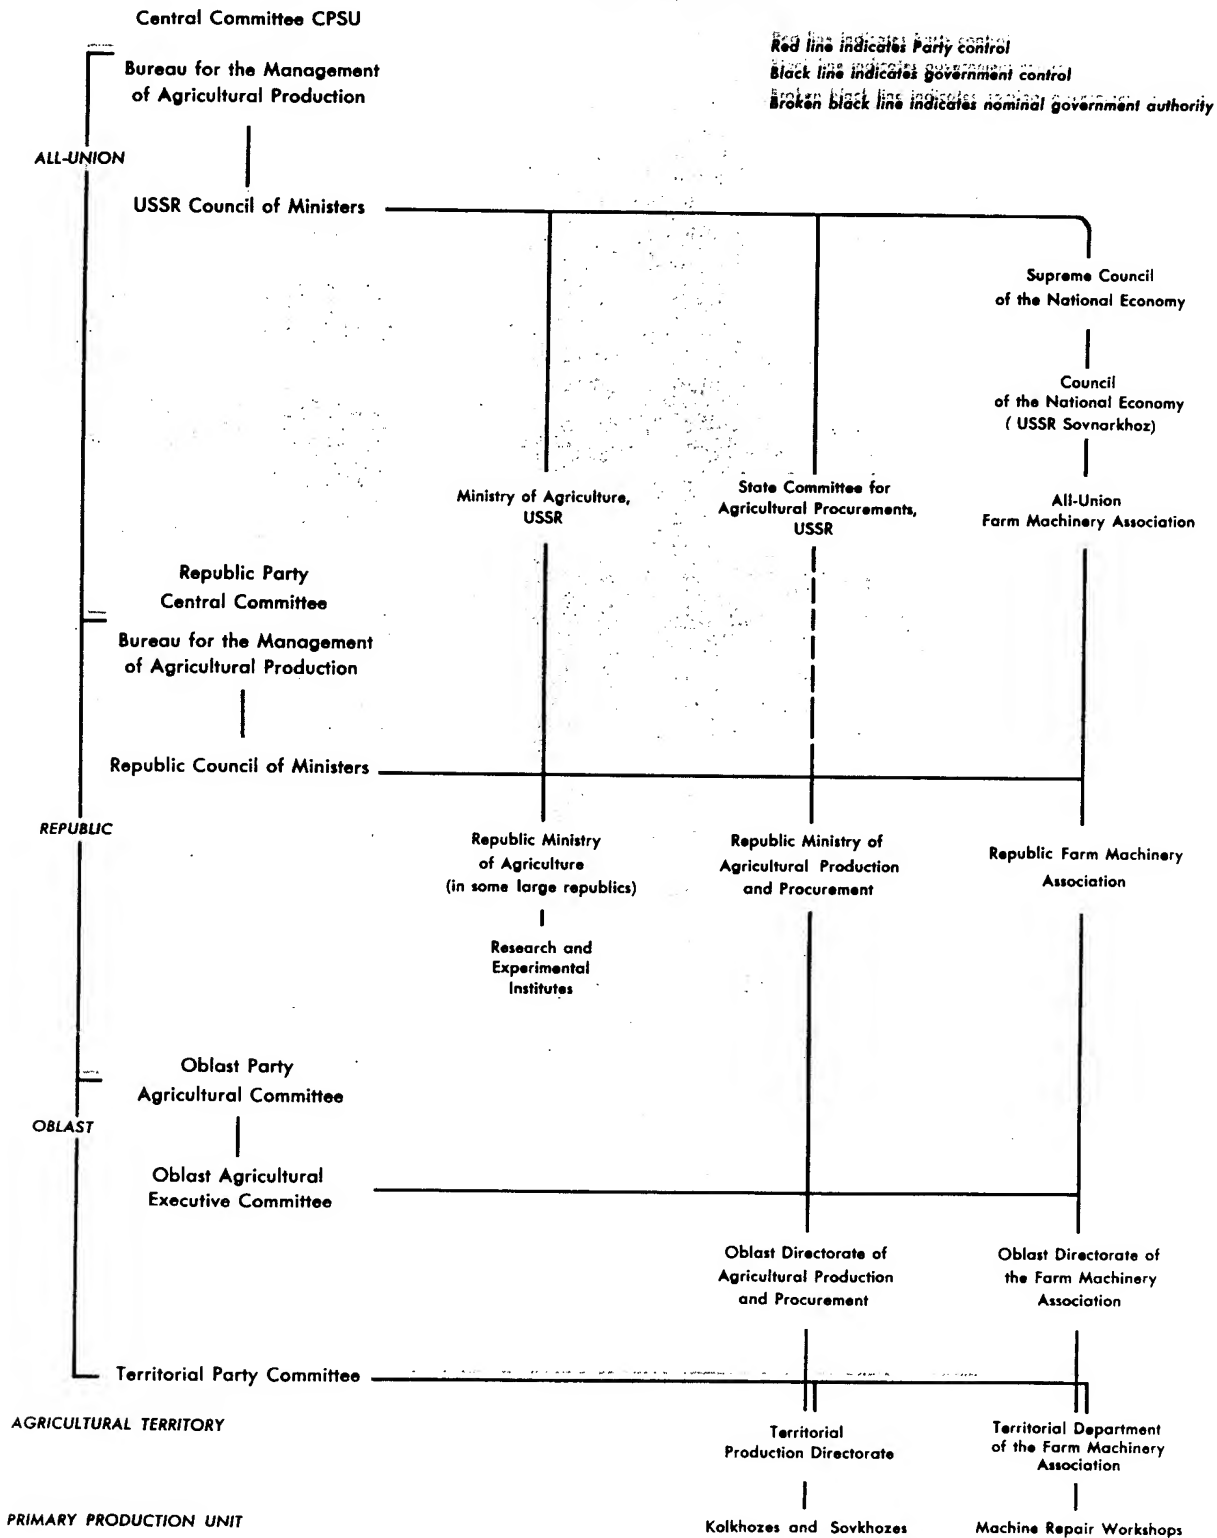 Central Committee CPSU
Bureau for the Management
of Agricultural Production
Red line indicates Party control
Black line indicates government control
Broken black line indicates nominal government authority
ALL-UNION
USSR Council of Ministers
Supreme Council
of the National Economy
Council
of the National Economy
( USSR Sovnarkhoz)
Ministry of Agriculture,
USSR
State Committee for
Agricultural Procurements,
USSR
All-Union
Farm Machinery Association
Republic Party
Central Committee
Bureau for the Management
of Agricultural Production
Republic Council of Ministers
REPUBLIC
Republic Ministry
of Agriculture
(in some large republics)
Republic Ministry of
Agricultural Production
and Procurement
Republic Farm Machinery
Association
Research and
Experimental
Institutes
Oblast Party
Agricultural Committee
OBLAST
Oblast Agricultural
Executive Committee
Oblast Directorate of
Agricultural Production
and Procurement
Oblast Directorate of
the Farm Machinery
Association
Territorial Party Committee
AGRICULTURAL TERRITORY
Territorial
Production Directorate
Territorial Department
of the Farm Machinery
Association
PRIMARY PRODUCTION UNIT
Kolkhozes and Sovkhozes
Machine Repair Workshops